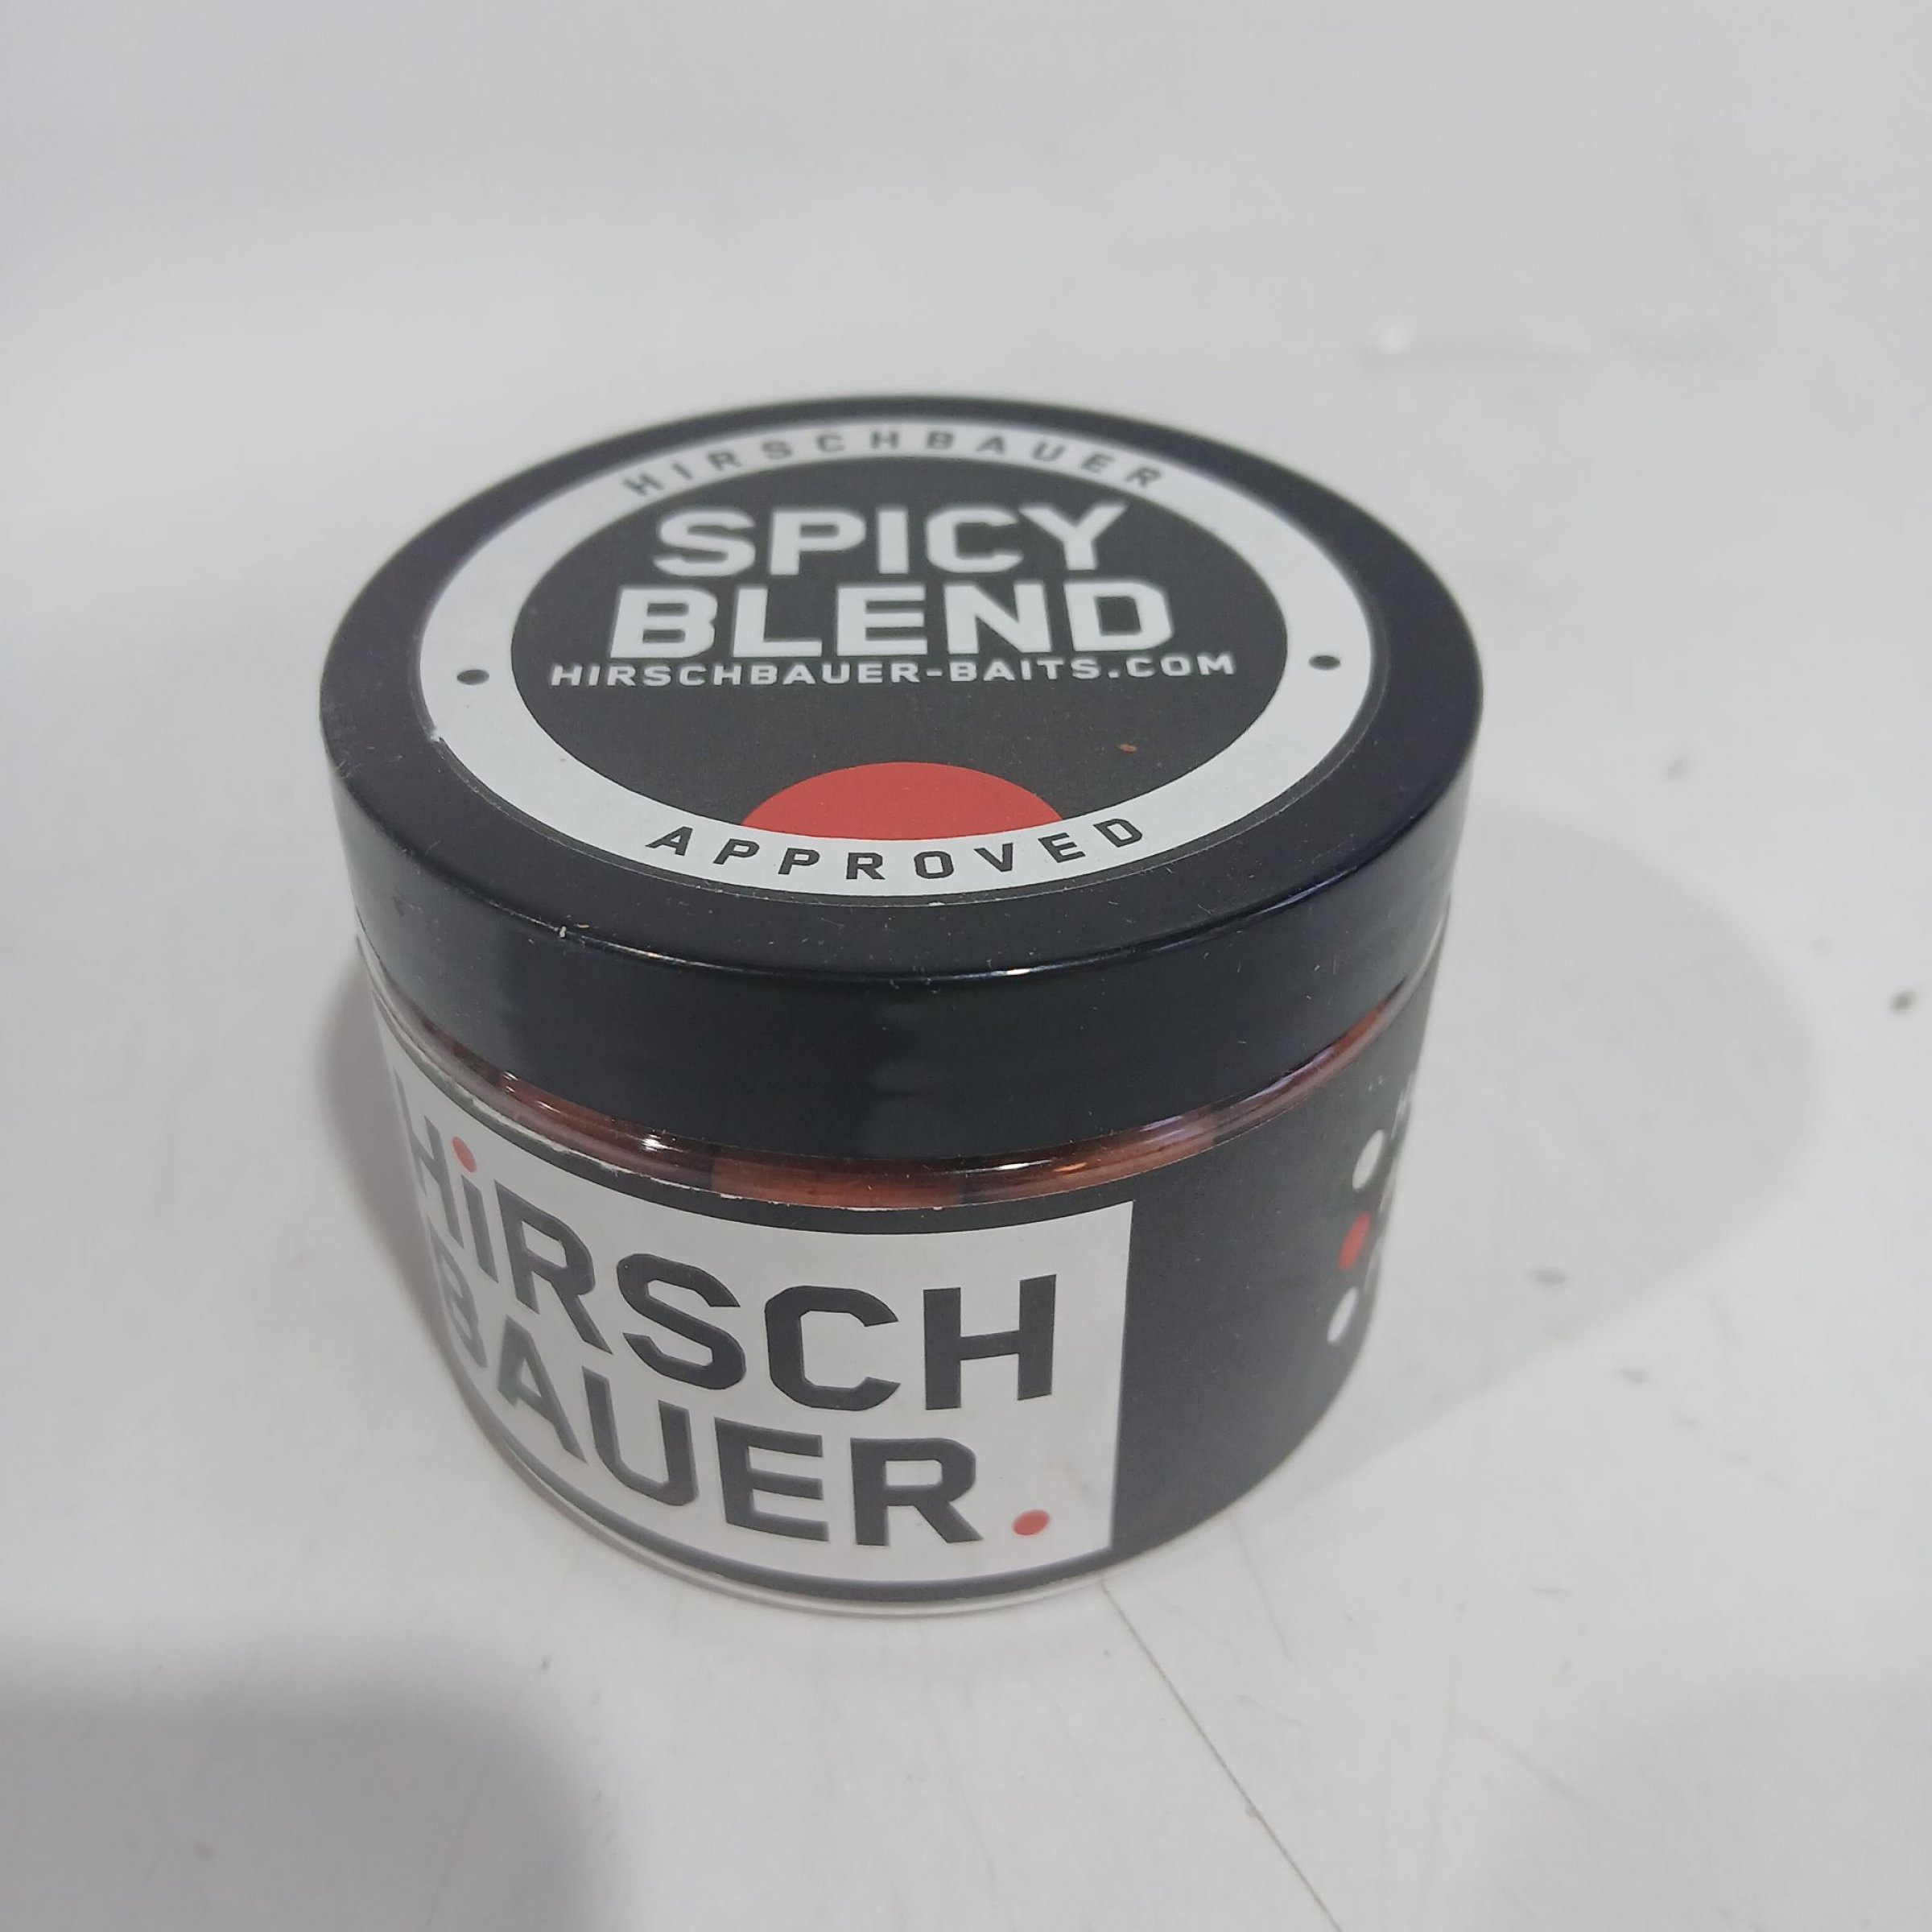 HIRSCHBAUER
SPICY
BLEND
HIRSCHBAUER-BAITS.COM
APPROVED
HiRSCH
BAUER.